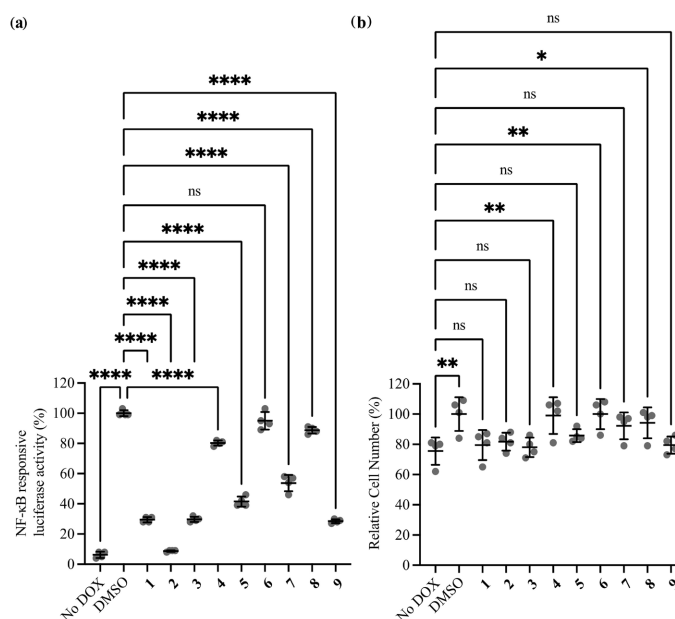 (a)
****
****
****
ns
****
****
****
****
**** ****
120
100
80
60
40
20
0
NF-κB responsive
luciferase activity (%)
No DOX DMSO 1 2 3 4 5 6 7 8 9
(b)
ns
*
ns
**
ns
**
ns
ns
ns
**
120
100
80
60
40
20
0
Relative Cell Number (%)
No DOX DMSO 1 2 3 4 5 6 7 8 9